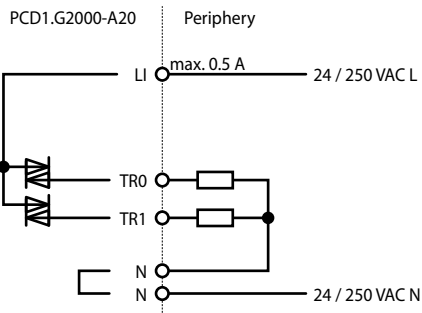 PCD1.G2000-A20 Periphery
LI max. 0.5 A 24 / 250 VAC L
TR0
TR1
N
N 24 / 250 VAC N